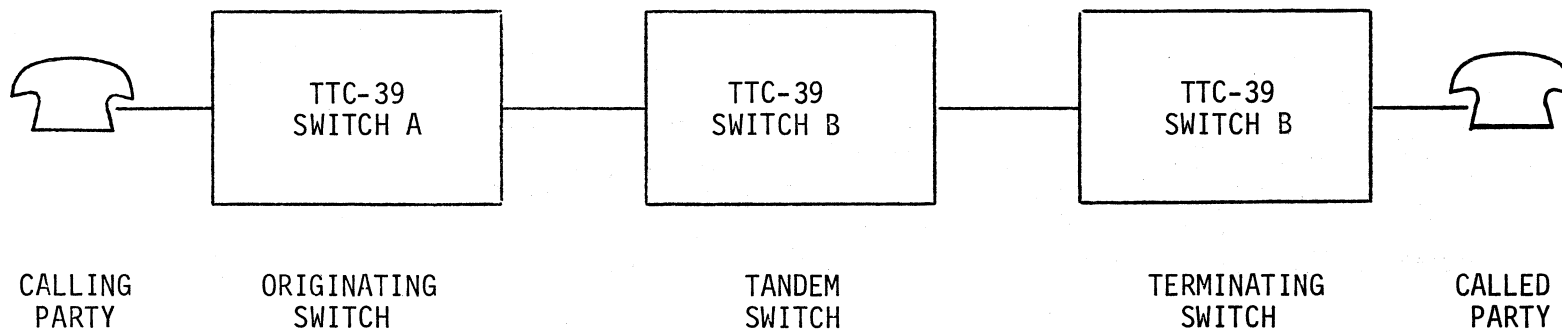 TTC-39
SWITCH A
TTC-39
SWITCH B
TTC-39
SWITCH B
CALLING
PARTY
ORIGINATING
SWITCH
TANDEM
SWITCH
TERMINATING
SWITCH
CALLED
PARTY